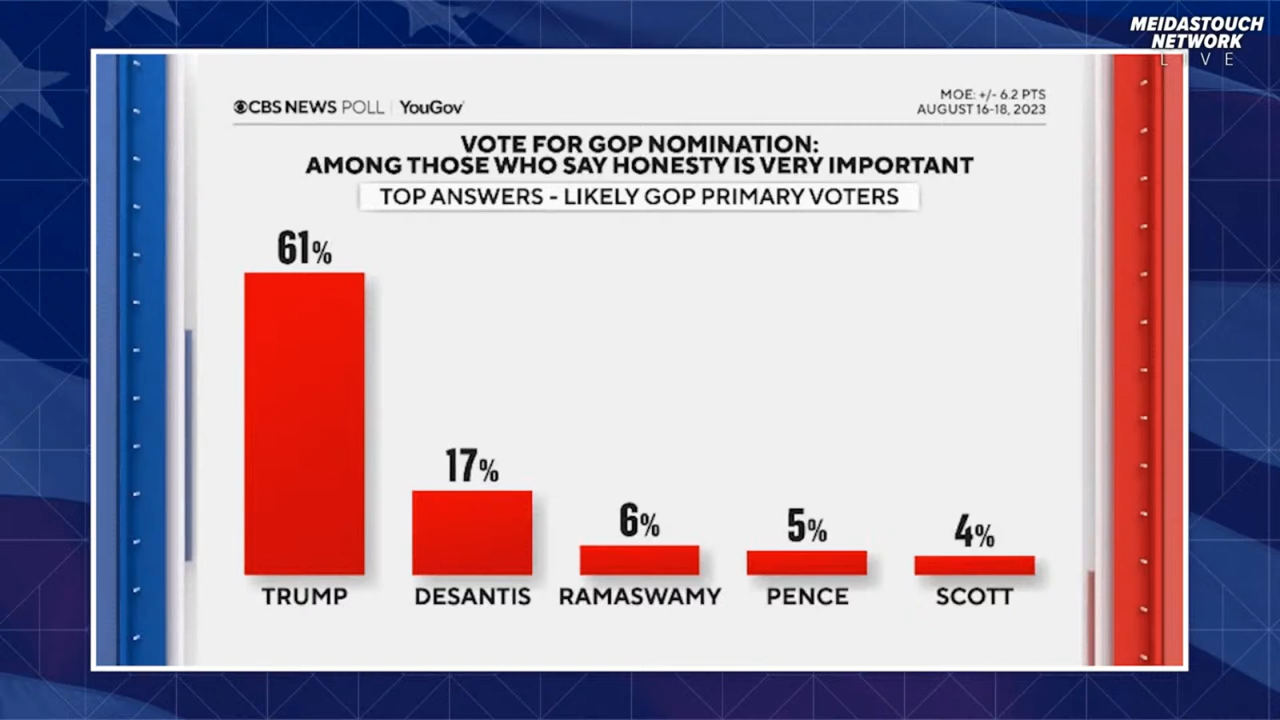 MEIDASTOUCH
NETWORK
LIVE
CBS NEWS POLL | YouGov
MOE: +/- 6.2 PTS
AUGUST 16-18, 2023
VOTE FOR GOP NOMINATION:
AMONG THOSE WHO SAY HONESTY IS VERY IMPORTANT
TOP ANSWERS - LIKELY GOP PRIMARY VOTERS
61%
17%
6%
5%
4%
TRUMP
DESANTIS
RAMASWAMY
PENCE
SCOTT